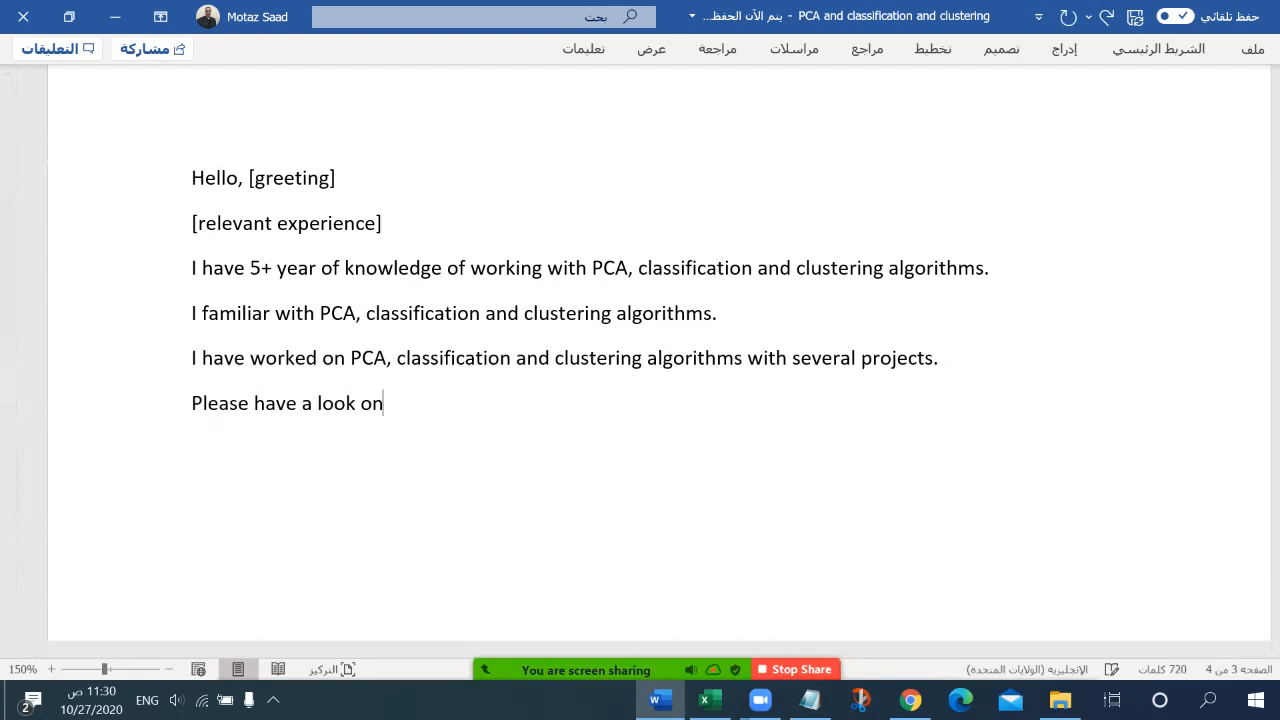 Motaz Saad
بحث
PCA and classification and clustering - يتم الآن الحفظ...
حفظ تلقائي
ملف
الشريط الرئيسي
إدراج
تصميم
تخطيط
مراجع
مراسلات
مراجعة
عرض
تعليمات
مشاركة
التعليقات
Hello, [greeting]
[relevant experience]
I have 5+ year of knowledge of working with PCA, classification and clustering algorithms.
I familiar with PCA, classification and clustering algorithms.
I have worked on PCA, classification and clustering algorithms with several projects.
Please have a look on
الصفحة 3 من 4
720 كلمات
الإنجليزية (الولايات المتحدة)
You are screen sharing
Stop Share
التركيز
150%
11:30 ص
10/27/2020
ENG
2